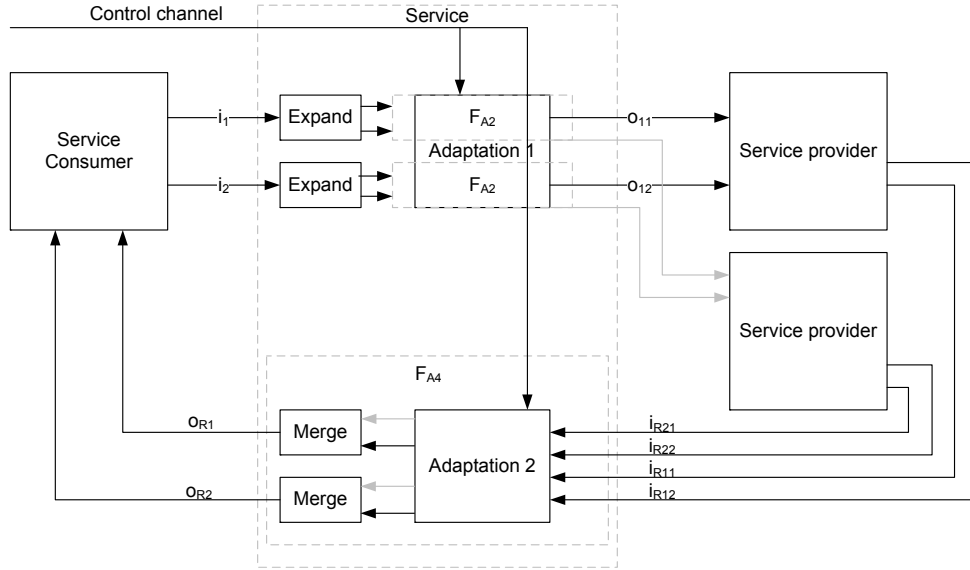 Control channel
Service
Service
Consumer
i1
Expand
FA2
o11
Service provider
Adaptation 1
i2
Expand
FA2
o12
Service provider
FA4
oR1
Merge
Adaptation 2
iR21
iR22
iR11
oR2
Merge
iR12